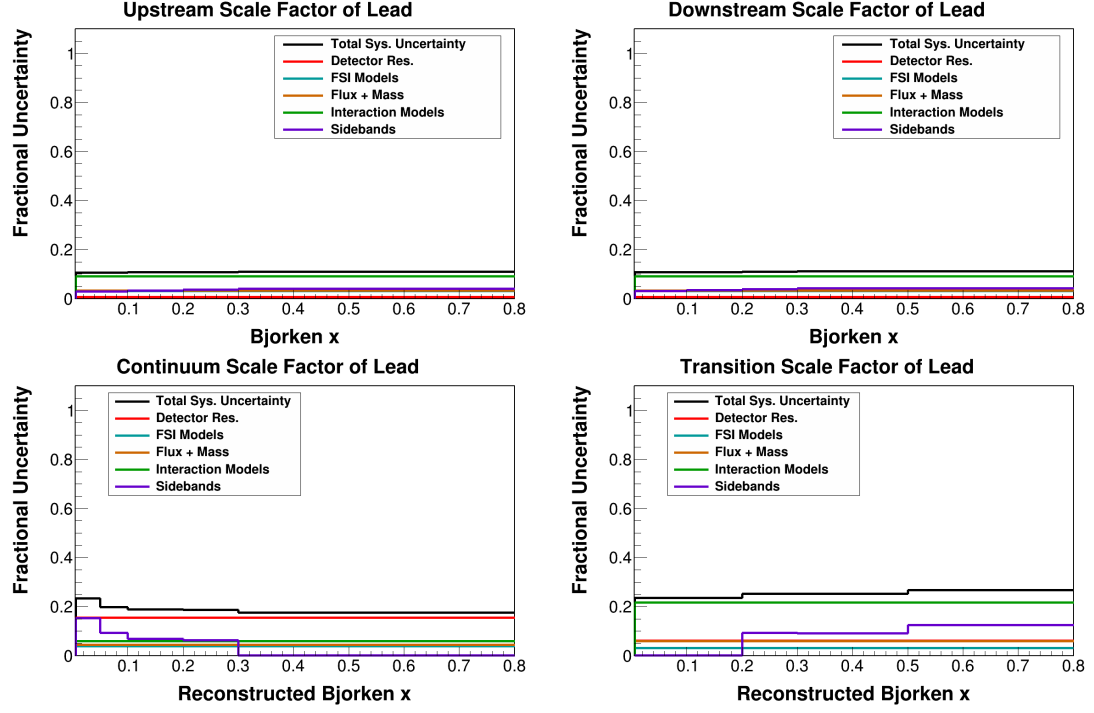 Upstream Scale Factor of Lead
Fractional Uncertainty
1
0.8
0.6
0.4
0.2
0
Total Sys. Uncertainty
Detector Res.
FSI Models
Flux + Mass
Interaction Models
Sidebands
0.1 0.2 0.3 0.4 0.5 0.6 0.7 0.8
Bjorken x
Downstream Scale Factor of Lead
Fractional Uncertainty
1
0.8
0.6
0.4
0.2
0
Total Sys. Uncertainty
Detector Res.
FSI Models
Flux + Mass
Interaction Models
Sidebands
0.1 0.2 0.3 0.4 0.5 0.6 0.7 0.8
Bjorken x
Continuum Scale Factor of Lead
Fractional Uncertainty
1
0.8
0.6
0.4
0.2
0
Total Sys. Uncertainty
Detector Res.
FSI Models
Flux + Mass
Interaction Models
Sidebands
0.1 0.2 0.3 0.4 0.5 0.6 0.7 0.8
Reconstructed Bjorken x
Transition Scale Factor of Lead
Fractional Uncertainty
1
0.8
0.6
0.4
0.2
0
Total Sys. Uncertainty
Detector Res.
FSI Models
Flux + Mass
Interaction Models
Sidebands
0.1 0.2 0.3 0.4 0.5 0.6 0.7 0.8
Reconstructed Bjorken x